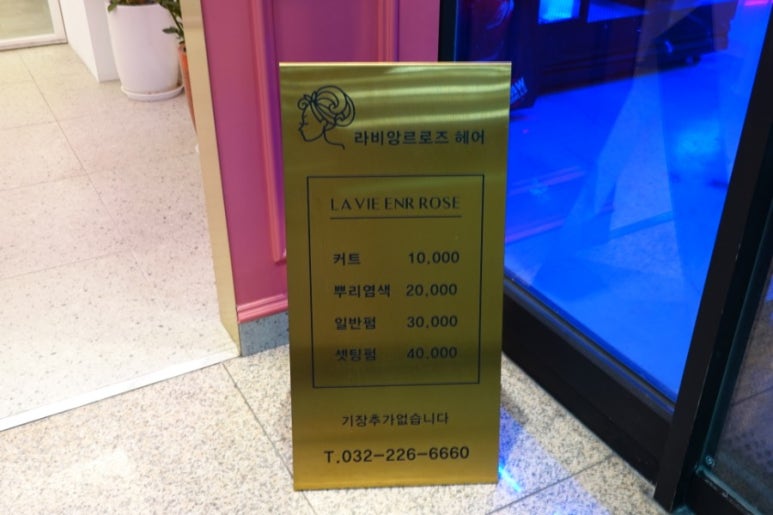 라비앙르로즈 헤어
LA VIE ENR ROSE
커트 10,000
뿌리염색 20,000
일반펌 30,000
셋팅펌 40.000
기장추가없습니다
T.032-226-6660